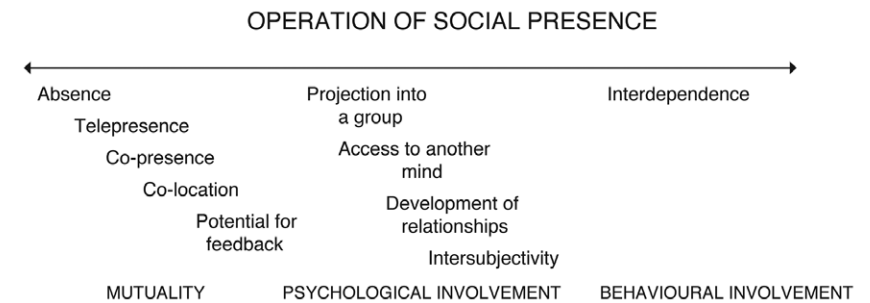 OPERATION OF SOCIAL PRESENCE
Absence
Telepresence
Co-presence
Co-location
Potential for
feedback
Projection into
a group
Access to another
mind
Development of
relationships
Intersubjectivity
Interdependence
MUTUALITY
PSYCHOLOGICAL INVOLVEMENT
BEHAVIOURAL INVOLVEMENT